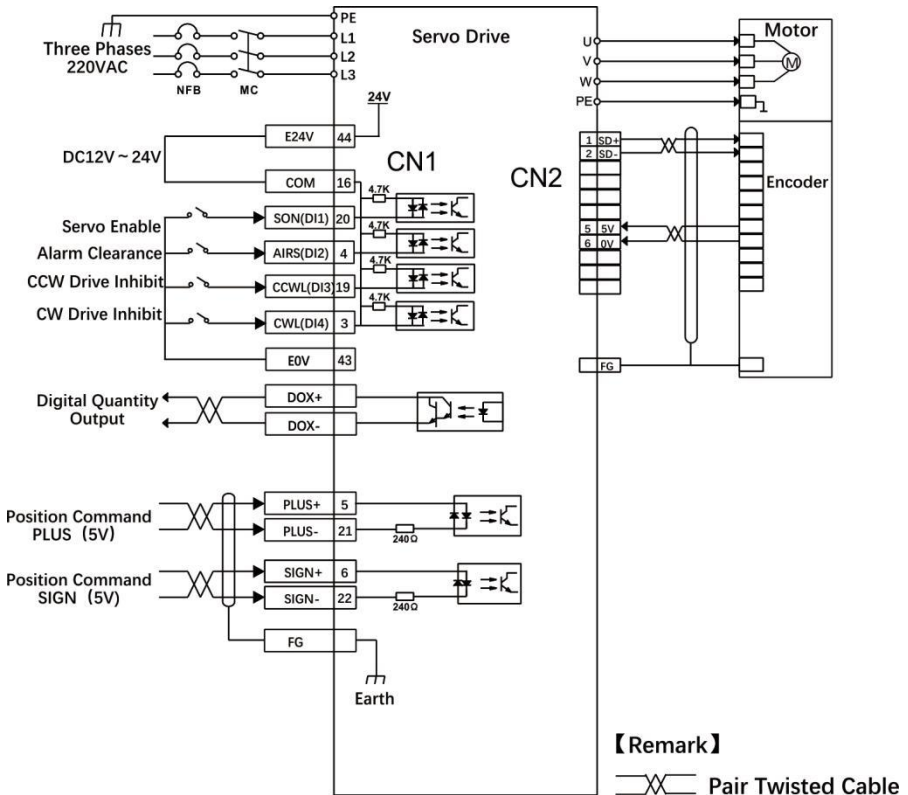 PE
L1
L2
L3
Three Phases
220VAC
NFB
MC
Servo Drive
U
V
W
PE
Motor
M
24V
E24V 44
DC12V ~ 24V
CN1
COM 16
4.7K
Servo Enable
SON(DI1) 20
4.7K
Alarm Clearance
AIRS(DI2) 4
4.7K
CCW Drive Inhibit
CCWL(DI3) 19
4.7K
CW Drive Inhibit
CWL(DI4) 3
E0V 43
CN2
1 SD+
2 SD-
5 5V
6 0V
FG
Encoder
Digital Quantity
Output
DOX+
DOX-
Position Command
PLUS (5V)
PLUS+ 5
PLUS- 21
240Ω
Position Command
SIGN (5V)
SIGN+ 6
SIGN- 22
240Ω
FG
Earth
【Remark】
Pair Twisted Cable